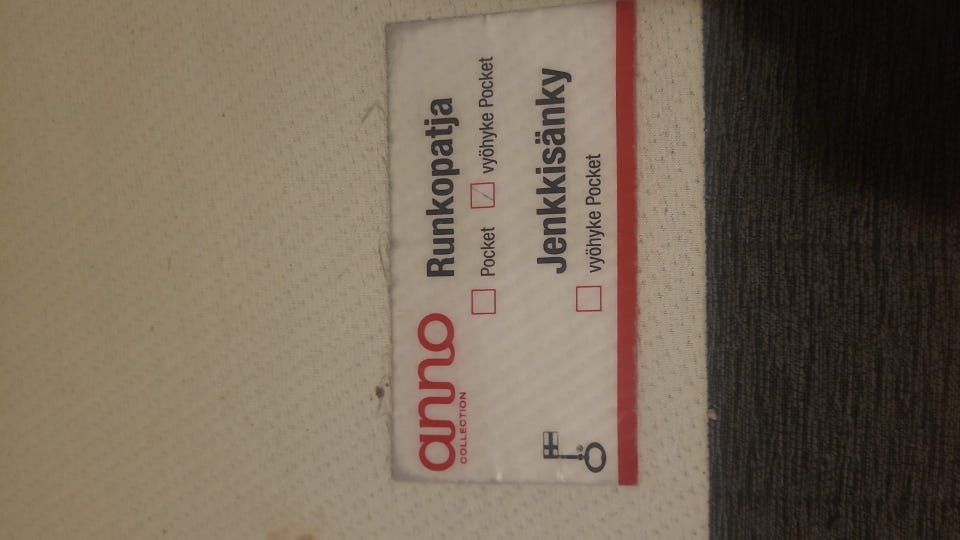 anno
COLLECTION
Runkopatja
Pocket vyöhyke Pocket
Jenkkisänky
vyöhyke Pocket